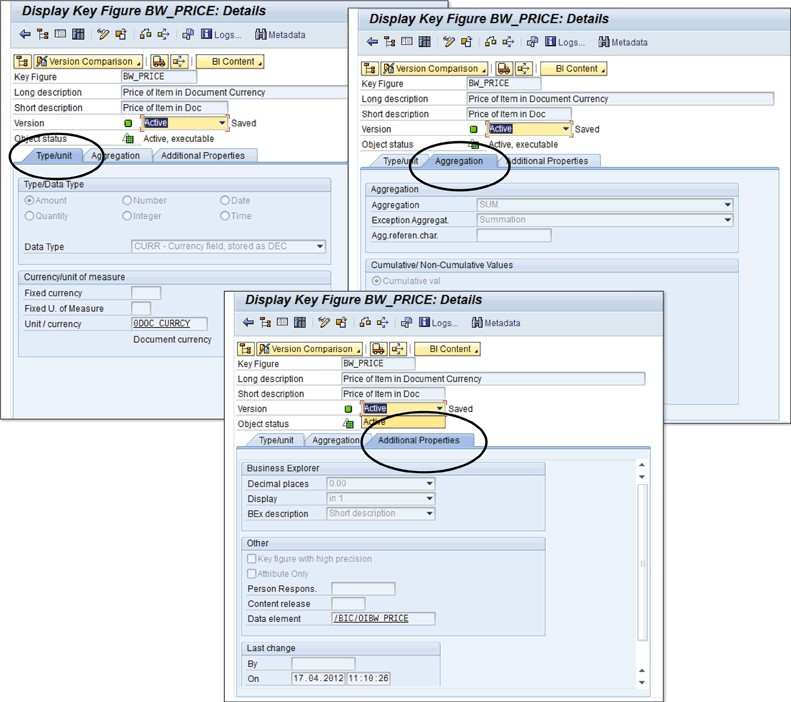 Display Key Figure BW_PRICE: Details
Logs... Metadata
Version Comparison BI Content
Key Figure BW_PRICE
Long description Price of Item in Document Currency
Short description Price of Item in Doc
Version Active Saved
Object status Active, executable
Type/unit Aggregation Additional Properties
Type/Data Type
Amount Number Date
Quantity Integer Time
Data Type CURR - Currency field, stored as DEC
Currency/unit of measure
Fixed currency
Fixed U. of Measure
Unit / currency 0DOC_CURRCY
Document currency
Display Key Figure BW_PRICE: Details
Logs... Metadata
Version Comparison BI Content
Key Figure BW_PRICE
Long description Price of Item in Document Currency
Short description Price of Item in Doc
Version Active Saved
Object status Active, executable
Type/unit Aggregation Additional Properties
Aggregation
Aggregation SUM
Exception Aggregat. Summation
Agg.referen.char.
Cumulative/ Non-Cumulative Values
Cumulative val
Display Key Figure BW_PRICE: Details
Logs... Metadata
Version Comparison BI Content
Key Figure BW_PRICE
Long description Price of Item in Document Currency
Short description Price of Item in Doc
Version Active Saved
Object status Active
Type/unit Aggregation Additional Properties
Business Explorer
Decimal places 0.00
Display in 1
BEx description Short description
Other
Key figure with high precision
Attribute Only
Person Respons.
Content release
Data element /BIC/OIBW_PRICE
Last change
By
On 17.04.2012 11:10:26